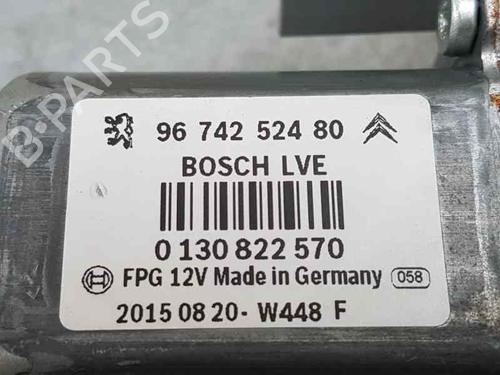 B-PARTS
96 742 524 80
BOSCH LVE
0 130 822 570
FPG 12V Made in Germany 058
2015 08 20- W448 F